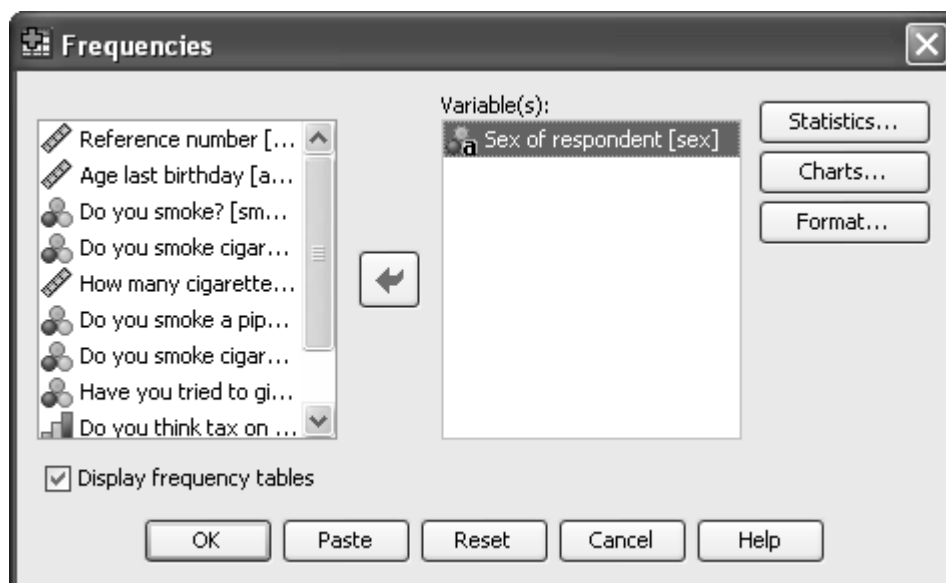 Frequencies
Reference number [...
Age last birthday [a...
Do you smoke? [sm...
Do you smoke cigar...
How many cigarette...
Do you smoke a pip...
Do you smoke cigar...
Have you tried to gi...
Do you think tax on ...
Variable(s):
a Sex of respondent [sex]
Statistics...
Charts...
Format...
Display frequency tables
OK Paste Reset Cancel Help